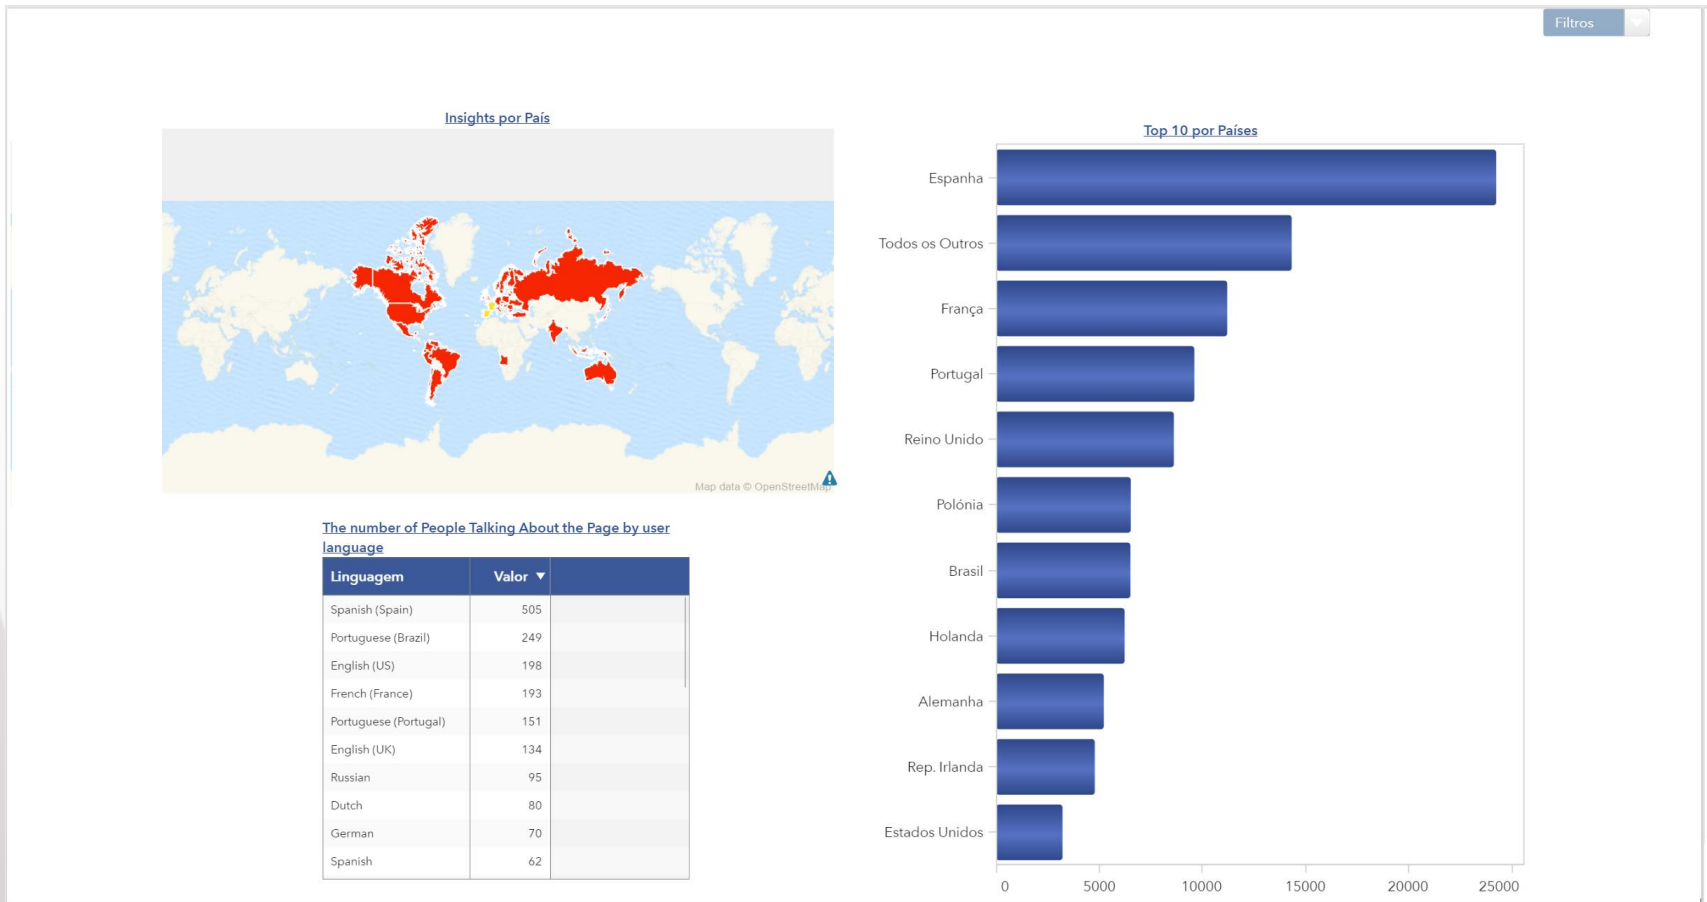 Filtros
Insights por País
Map data © OpenStreetMap
The number of People Talking About the Page by user
language
Linguagem Valor
Spanish (Spain) 505
Portuguese (Brazil) 249
English (US) 198
French (France) 193
Portuguese (Portugal) 151
English (UK) 134
Russian 95
Dutch 80
German 70
Spanish 62
Top 10 por Países
Espanha
Todos os Outros
França
Portugal
Reino Unido
Polónia
Brasil
Holanda
Alemanha
Rep. Irlanda
Estados Unidos
0 5000 10000 15000 20000 25000